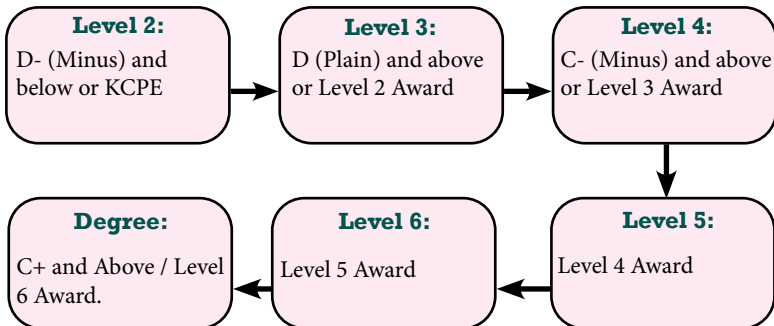 Level 2:
D- (Minus) and
below or KCPE
Level 3:
D (Plain) and above
or Level 2 Award
Level 4:
C- (Minus) and above
or Level 3 Award
Level 5:
Level 4 Award
Level 6:
Level 5 Award
Degree:
C+ and Above / Level
6 Award.